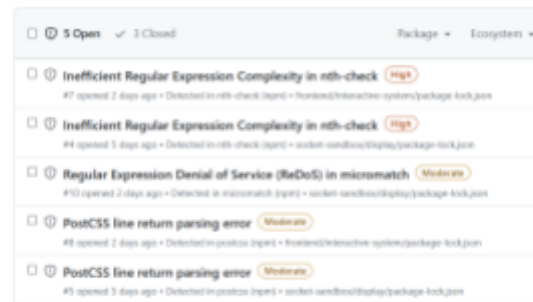 5 Open 3 Closed Package Ecosystem
Inefficient Regular Expression Complexity in nth-check High
#7 opened 2 days ago • Detected in nth-check (npm) • frontend/interactive-system/package-lock.json
Inefficient Regular Expression Complexity in nth-check High
#4 opened 5 days ago • Detected in nth-check (npm) • socket-sandbox/display/package-lock.json
Regular Expression Denial of Service (ReDoS) in micromatch Moderate
#10 opened 2 days ago • Detected in micromatch (npm) • socket-sandbox/display/package-lock.json
PostCSS line return parsing error Moderate
#8 opened 2 days ago • Detected in postcss (npm) • frontend/interactive-system/package-lock.json
PostCSS line return parsing error Moderate
#5 opened 5 days ago • Detected in postcss (npm) • socket-sandbox/display/package-lock.json